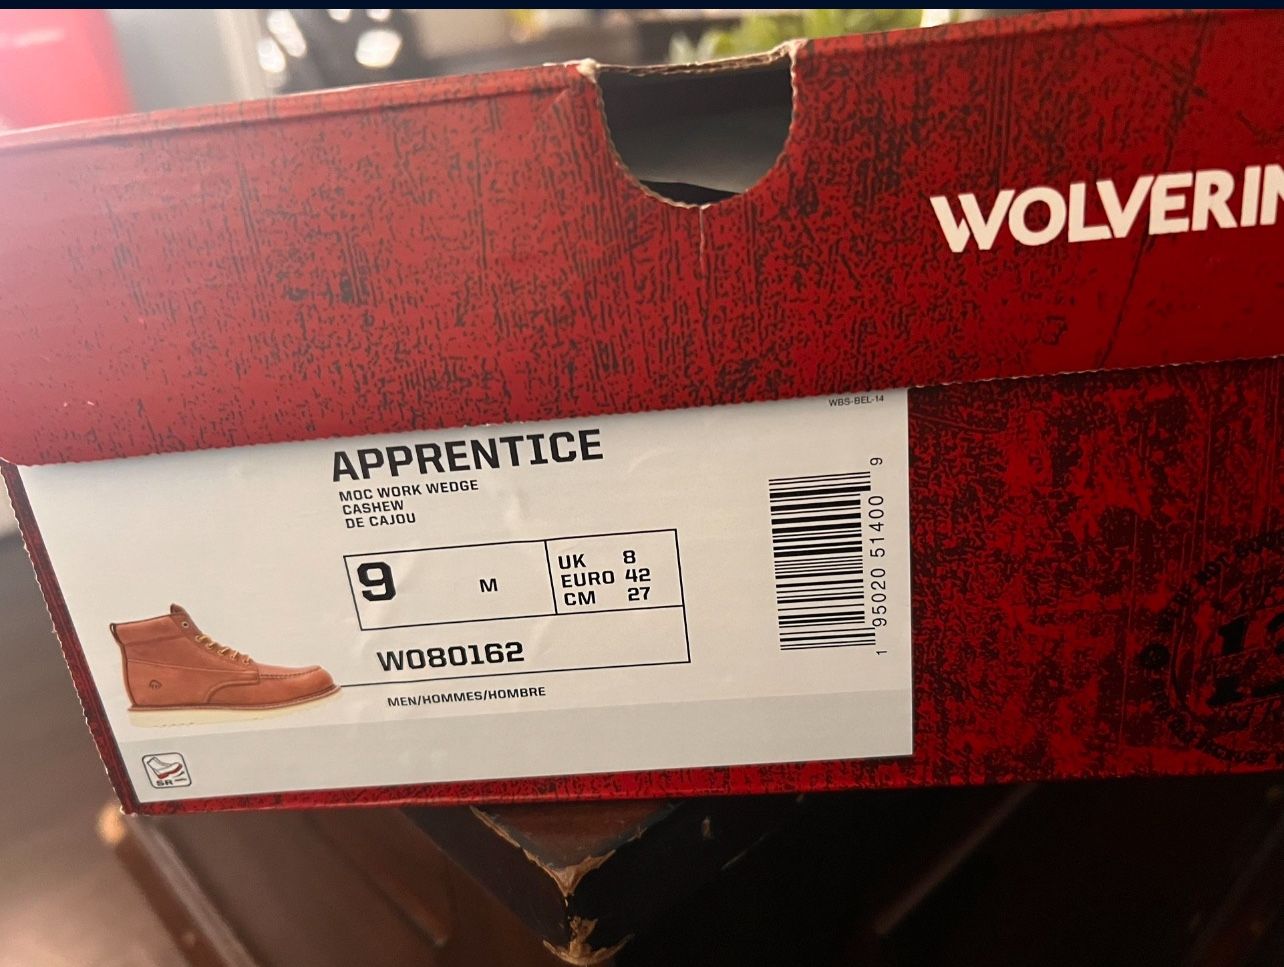 WOLVERIN
WBS-BEL-14
APPRENTICE
MOC WORK WEDGE
CASHEW
DE CAJOU
9 M
UK 8
EURO 42
CM 27
W080162
MEN/HOMMES/HOMBRE
1 95020 51400 9
SR